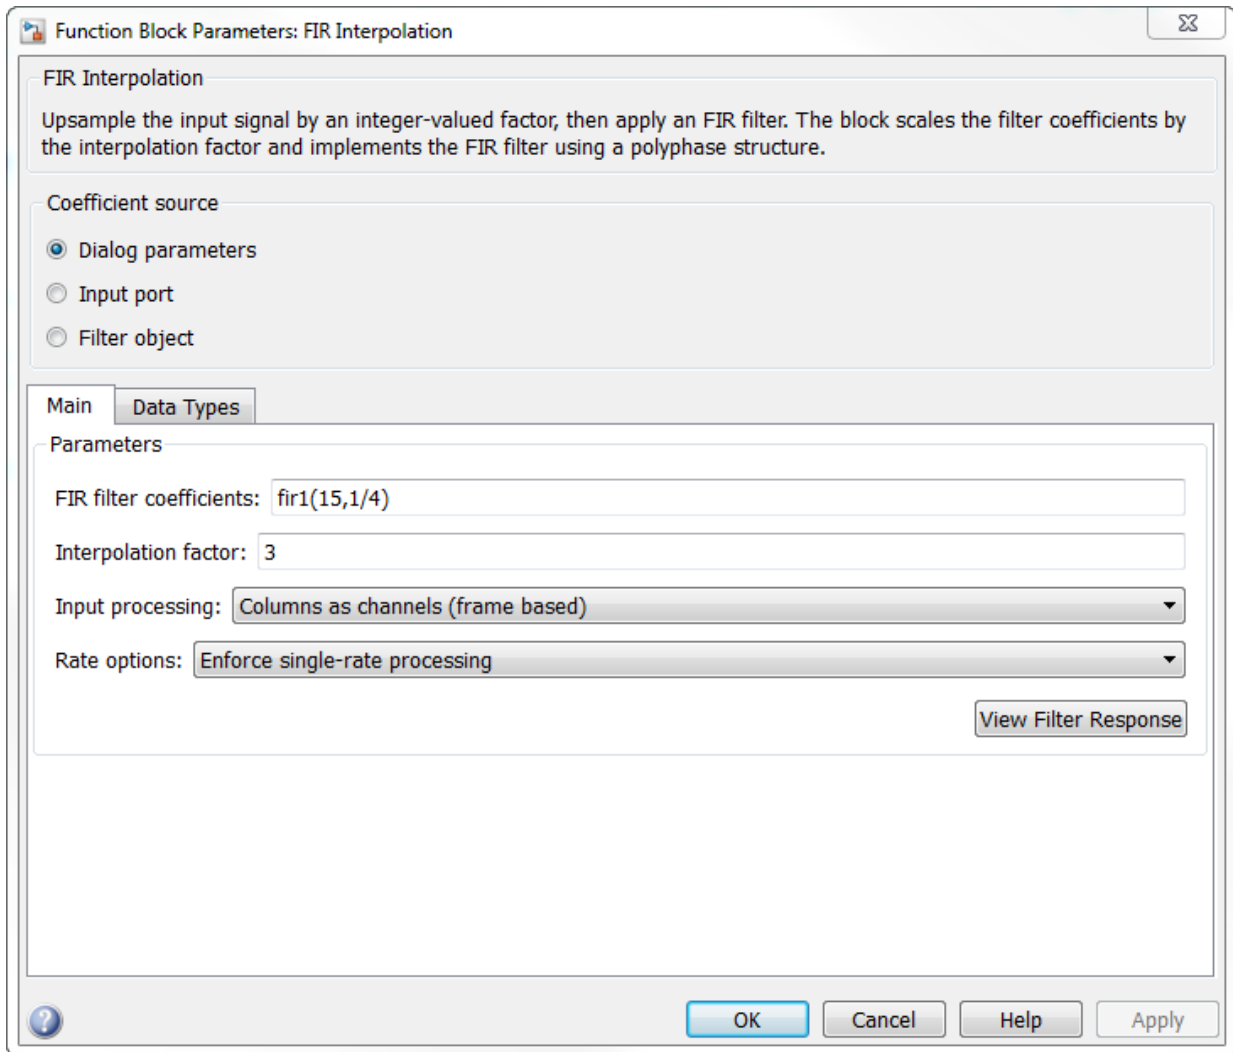 Function Block Parameters: FIR Interpolation
FIR Interpolation
Upsample the input signal by an integer-valued factor, then apply an FIR filter. The block scales the filter coefficients by
the interpolation factor and implements the FIR filter using a polyphase structure.
Coefficient source
Dialog parameters
Input port
Filter object
Main Data Types
Parameters
FIR filter coefficients: fir1(15,1/4)
Interpolation factor: 3
Input processing: Columns as channels (frame based)
Rate options: Enforce single-rate processing
View Filter Response
? OK Cancel Help Apply